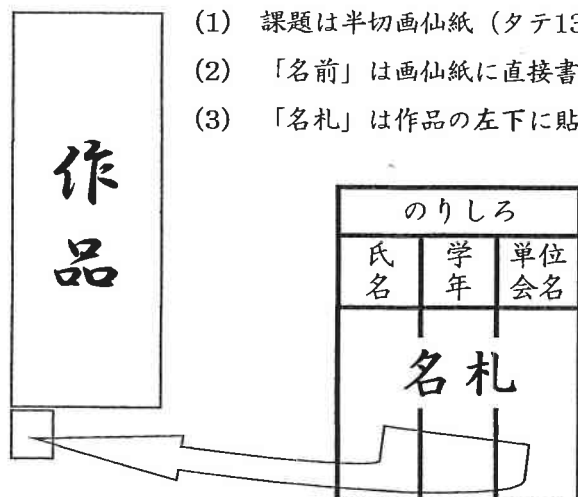 (1) 課題は半切画仙紙（タテ13
(2) 「名前」は画仙紙に直接書
(3) 「名札」は作品の左下に貼
作品
のりしろ
氏名 学年 単位会名
名札